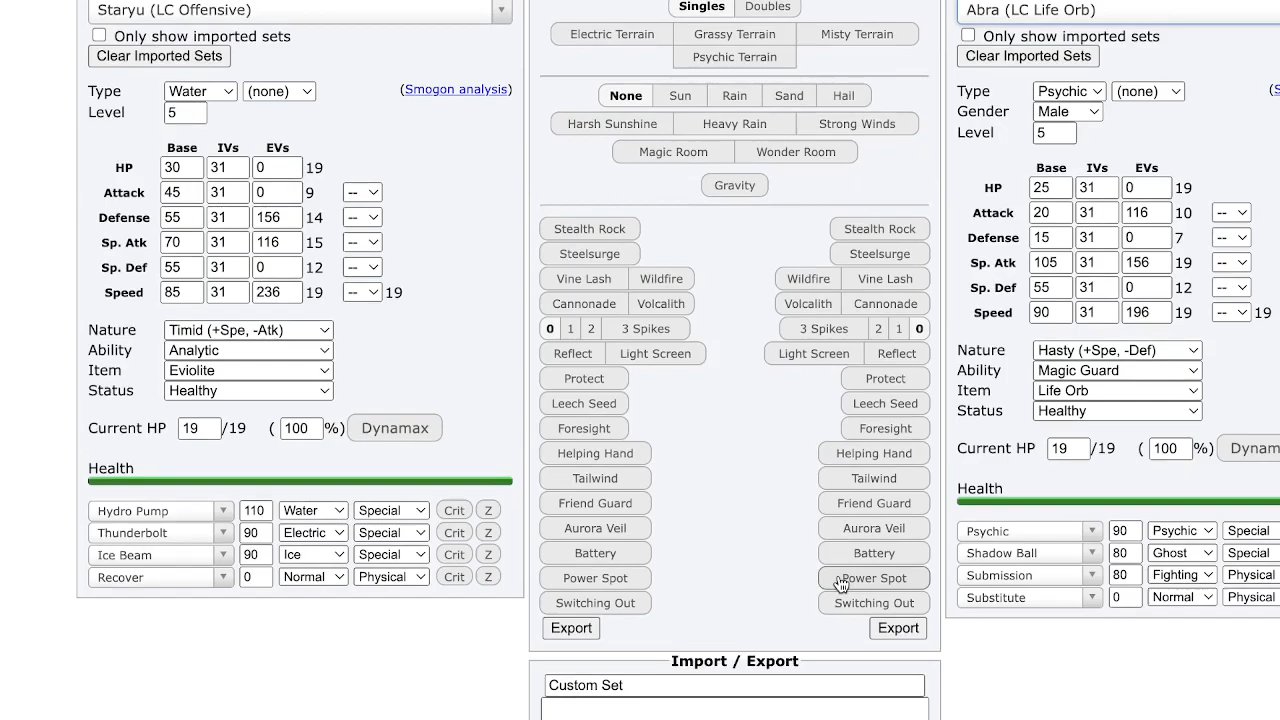 Staryu (LC Offensive)
Only show imported sets
Clear Imported Sets
Type Water (none) (Smogon analysis)
Level 5
Base IVs EVs
HP 30 31 0 19
Attack 45 31 0 9 --
Defense 55 31 156 14 --
Sp. Atk 70 31 116 15 --
Sp. Def 55 31 0 12 --
Speed 85 31 236 19 -- 19
Nature Timid (+Spe, -Atk)
Ability Analytic
Item Eviolite
Status Healthy
Current HP 19 /19 ( 100 %) Dynamax
Health
Hydro Pump 110 Water Special Crit Z
Thunderbolt 90 Electric Special Crit Z
Ice Beam 90 Ice Special Crit Z
Recover 0 Normal Physical Crit Z
Singles Doubles
Electric Terrain Grassy Terrain Misty Terrain
Psychic Terrain
None Sun Rain Sand Hail
Harsh Sunshine Heavy Rain Strong Winds
Magic Room Wonder Room
Gravity
Stealth Rock Stealth Rock
Steelsurge Steelsurge
Vine Lash Wildfire Wildfire Vine Lash
Cannonade Volcalith Volcalith Cannonade
0 1 2 3 Spikes 3 Spikes 2 1 0
Reflect Light Screen Light Screen Reflect
Protect Protect
Leech Seed Leech Seed
Foresight Foresight
Helping Hand Helping Hand
Tailwind Tailwind
Friend Guard Friend Guard
Aurora Veil Aurora Veil
Battery Battery
Power Spot Power Spot
Switching Out Switching Out
Export Export
Import / Export
Custom Set
Abra (LC Life Orb)
Only show imported sets
Clear Imported Sets
Type Psychic (none) (S
Gender Male
Level 5
Base IVs EVs
HP 25 31 0 19
Attack 20 31 116 10 --
Defense 15 31 0 7 --
Sp. Atk 105 31 156 19 --
Sp. Def 55 31 0 12 --
Speed 90 31 196 19 -- 19
Nature Hasty (+Spe, -Def)
Ability Magic Guard
Item Life Orb
Status Healthy
Current HP 19 /19 ( 100 %) Dynam
Health
Psychic 90 Psychic Special
Shadow Ball 80 Ghost Special
Submission 80 Fighting Physical
Substitute 0 Normal Physical